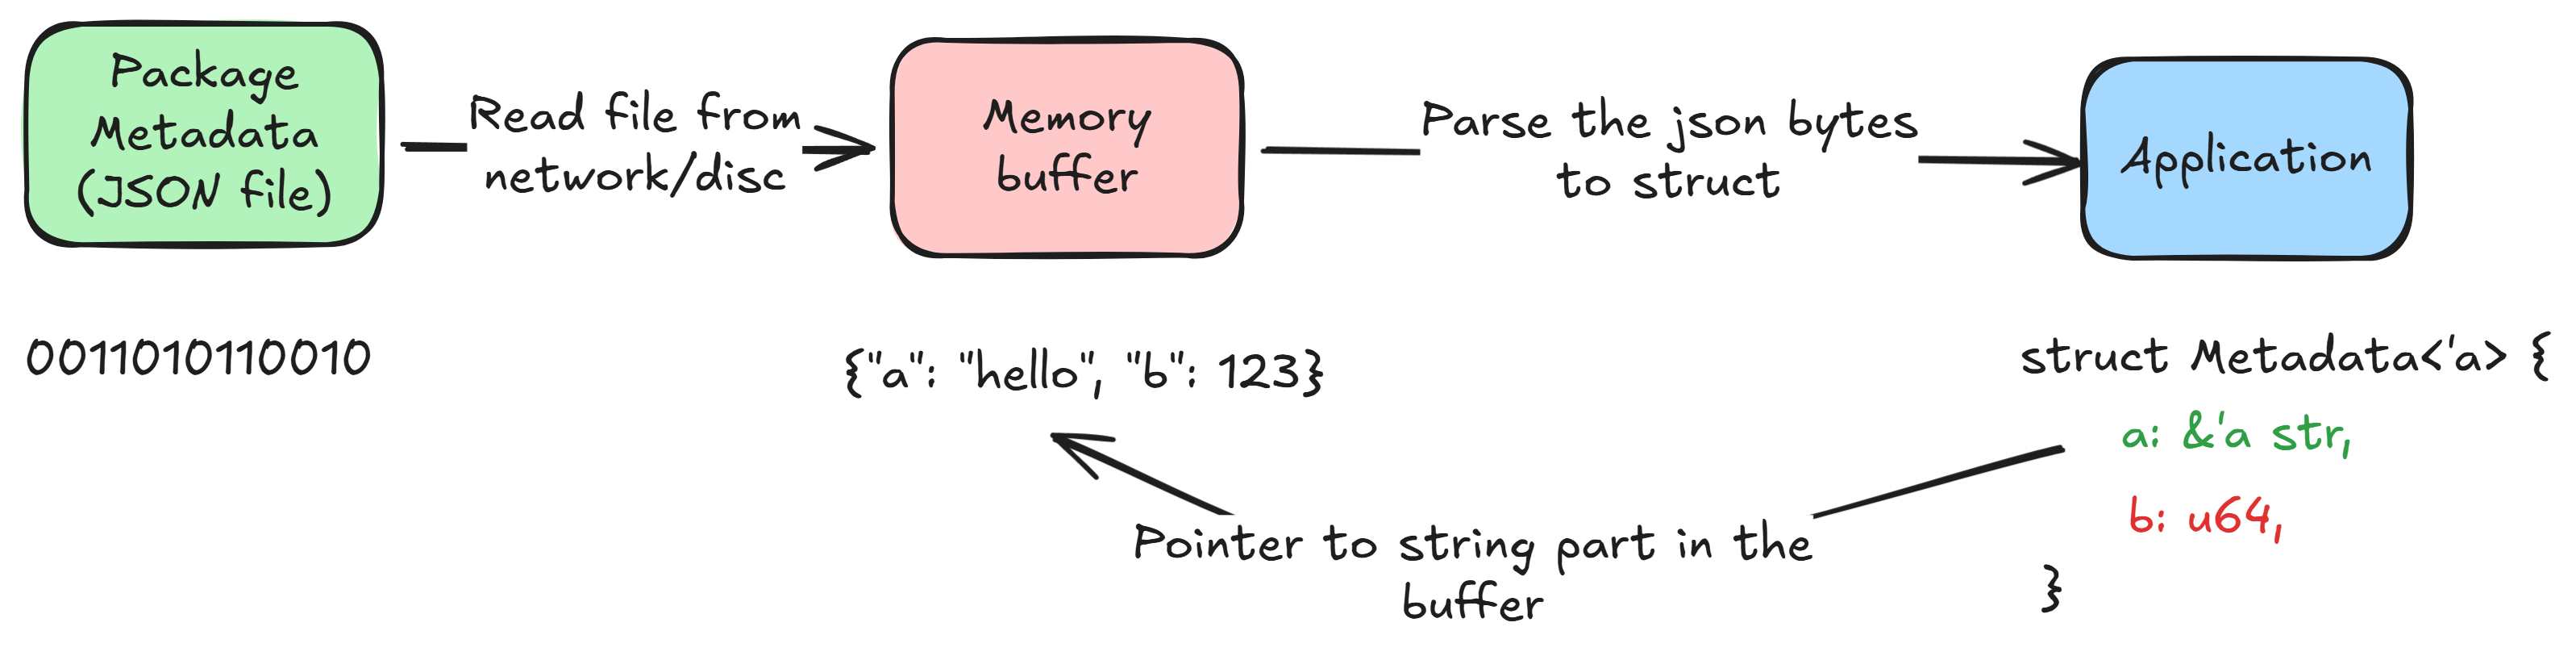 Package
Metadata
(JSON file)
Read file from
network/disc
Memory
buffer
Parse the json bytes
to struct
Application
0011010110010
{"a": "hello", "b": 123}
struct Metadata<'a> {
a: &'a str,
b: u64,
}
Pointer to string part in the
buffer